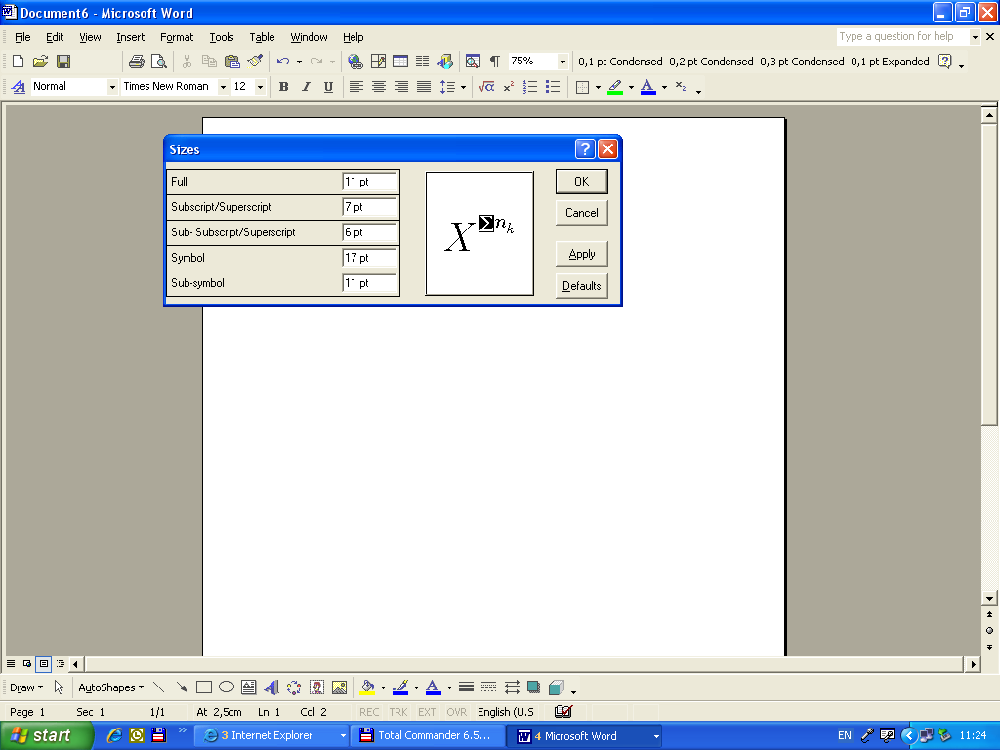 Document6 - Microsoft Word
File Edit View Insert Format Tools Table Window Help Type a question for help
75% 0,1 pt Condensed 0,2 pt Condensed 0,3 pt Condensed 0,1 pt Expanded
Normal Times New Roman 12 B I U
Sizes
Full 11 pt
Subscript/Superscript 7 pt
Sub- Subscript/Superscript 6 pt
Symbol 17 pt
Sub-symbol 11 pt
X Σ n k
OK
Cancel
Apply
Defaults
Draw AutoShapes
Page 1 Sec 1 1/1 At 2,5cm Ln 1 Col 2 REC TRK EXT OVR English (U.S
start 3 Internet Explorer Total Commander 6.5... 4 Microsoft Word EN 11:24